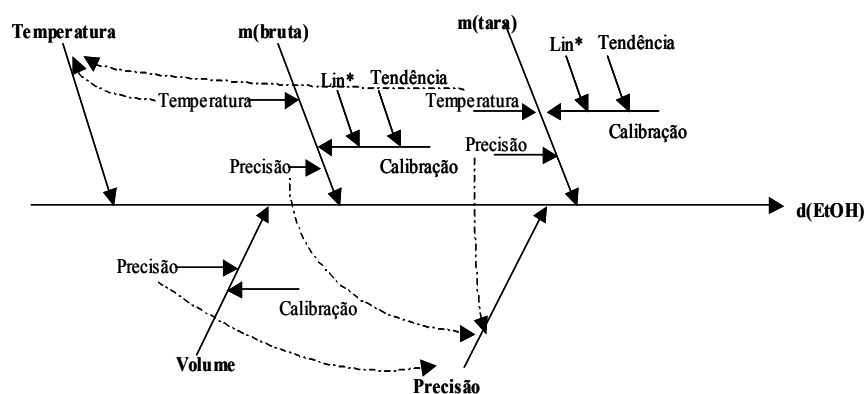 Temperatura
m(bruta)
m(tara)
Lin*
Tendência
Lin*
Tendência
Temperatura
Temperatura
Calibração
Precisão
Calibração
Precisão
d(EtOH)
Precisão
Calibração
Volume
Precisão